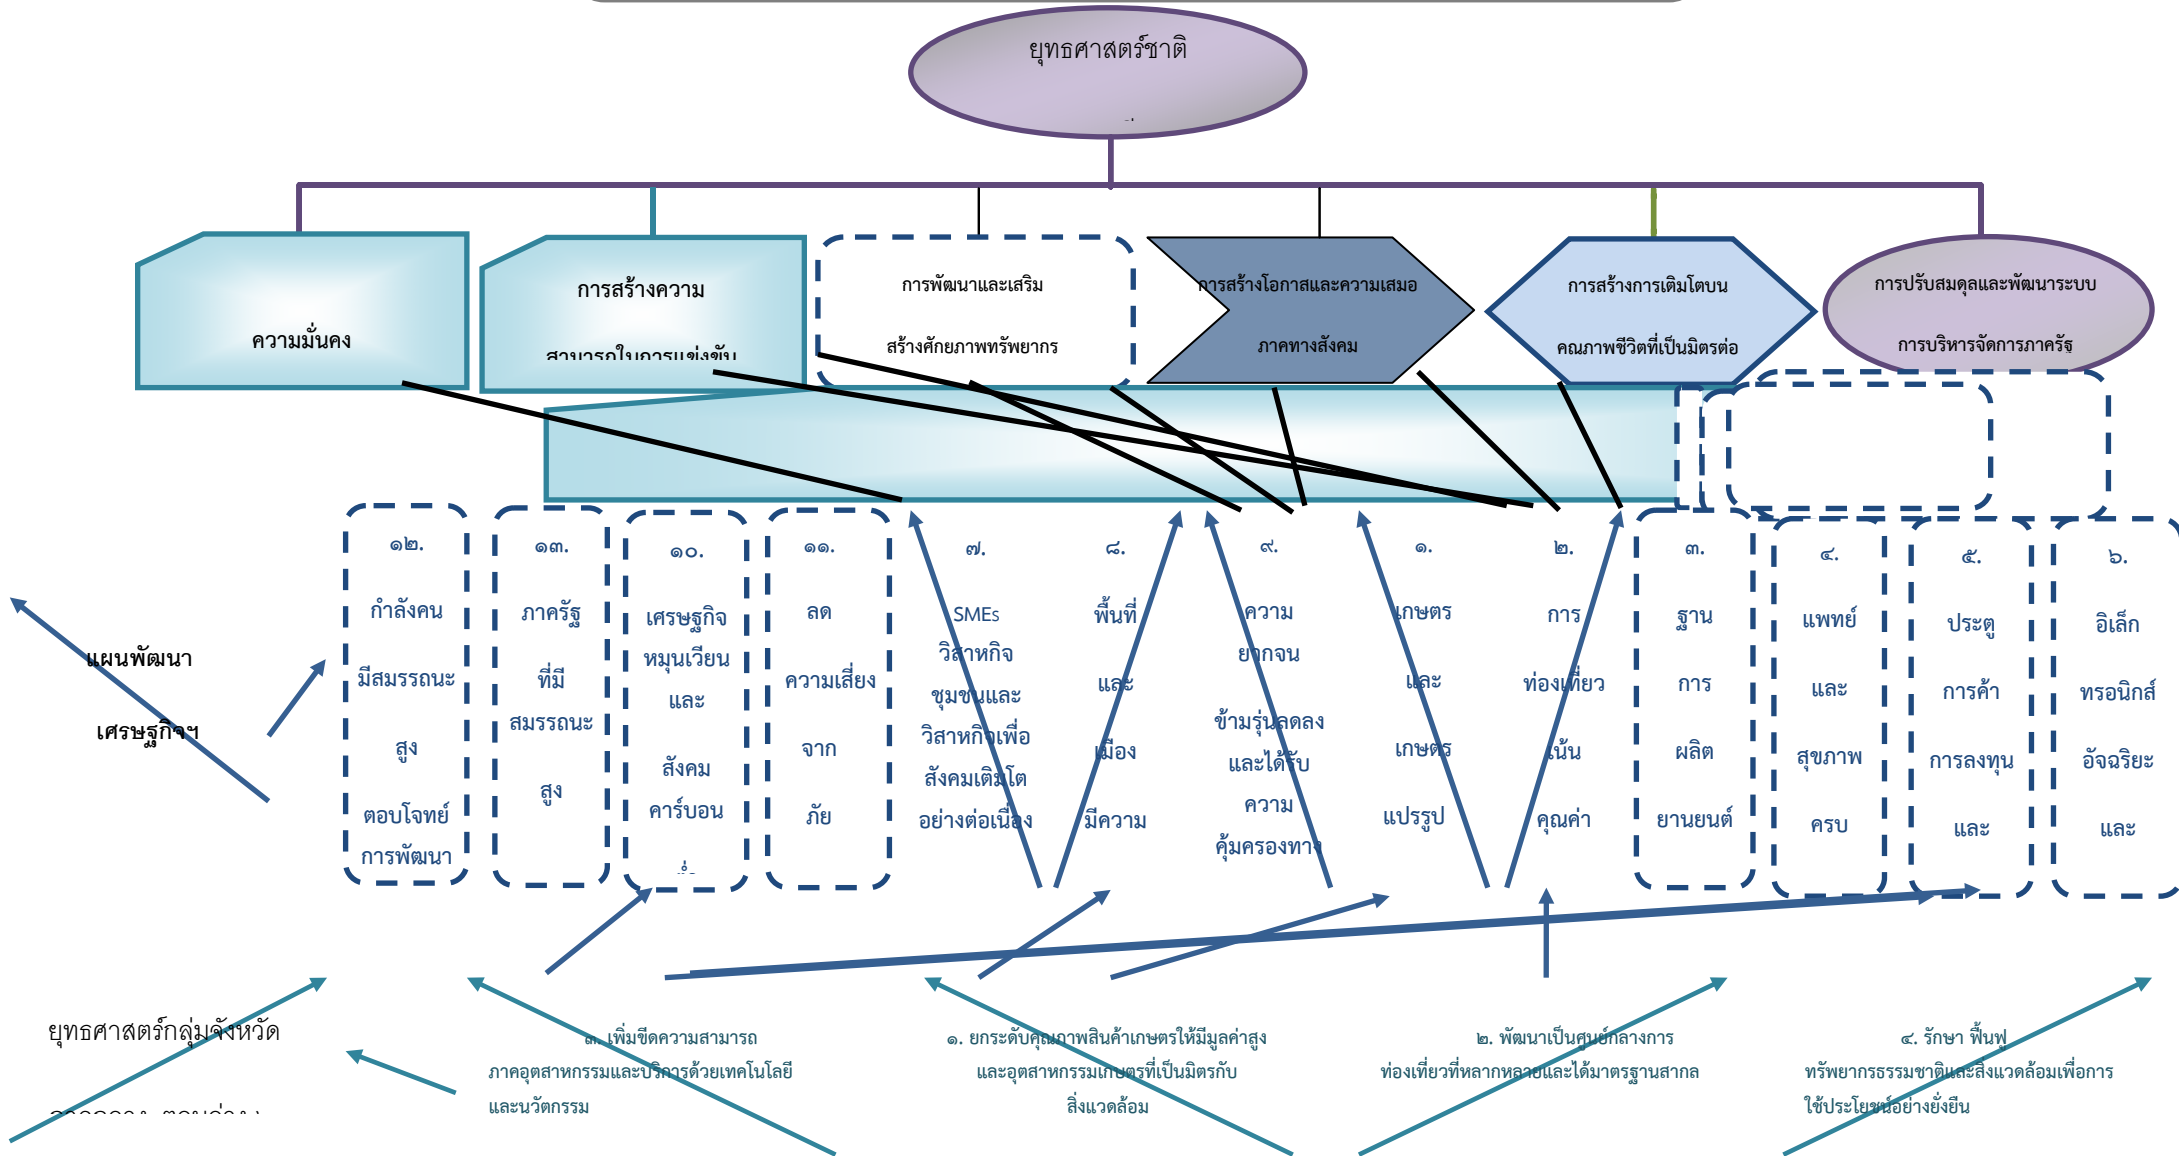 ยุทธศาสตร์ชาติ
ความมั่นคง
การสร้างความ
สามารถในการแข่งขัน
การพัฒนาและเสริม
สร้างศักยภาพทรัพยากร
การสร้างโอกาสและความเสมอ
ภาคทางสังคม
การสร้างการเติมโตบน
คณภาพชีวิตที่เป็นมิตรต่อ
การปรับสมดุลและพัฒนาระบบ
การบริหารจัดการภาครัฐ
แผนพัฒนา
เศรษฐกิจฯ
๑๒.
กำลังคน
มีสมรรถนะ
สูง
ตอบโจทย์
การพัฒนา
๑๓.
ภาครัฐ
ที่มี
สมรรถนะ
สูง
๑๐.
เศรษฐกิจ
หมุนเวียน
และ
สังคม
คาร์บอน
๑๑.
ลด
ความเสี่ยง
จาก
ภัย
๗.
SMEs
วิสาหกิจ
ชุมชนและ
วิสาหกิจเพื่อ
สังคมเติมโต
อย่างต่อเนื่อง
๘.
พื้นที่
และ
เมือง
มีความ
๙.
ความ
ยากจน
ข้ามรุ่นลดลง
และได้รับ
ความ
คุ้มครองทาง
๑.
เกษตร
และ
เกษตร
แปรรูป
๒.
การ
ท่องเที่ยว
เน้น
คุณค่า
๓.
ฐาน
การ
ผลิต
ยานยนต์
๔.
แพทย์
และ
สุขภาพ
ครบ
๕.
ประตู
การค้า
การลงทุน
และ
๖.
อิเล็ก
ทรอนิกส์
อัจฉริยะ
และ
ยุทธศาสตร์กลุ่มจังหวัด
๓. เพิ่มขีดความสามารถ
ภาคอุตสาหกรรมและบริการด้วยเทคโนโลยี
และนวัตกรรม
๑. ยกระดับคุณภาพสินค้าเกษตรให้มีมูลค่าสูง
และอุตสาหกรรมเกษตรที่เป็นมิตรกับ
สิ่งแวดล้อม
๒. พัฒนาเป็นศูนย์กลางการ
ท่องเที่ยวที่หลากหลายและได้มาตรฐานสากล
๔. รักษา ฟื้นฟู
ทรัพยากรธรรมชาติและสิ่งแวดล้อมเพื่อการ
ใช้ประโยชน์อย่างยั่งยืน